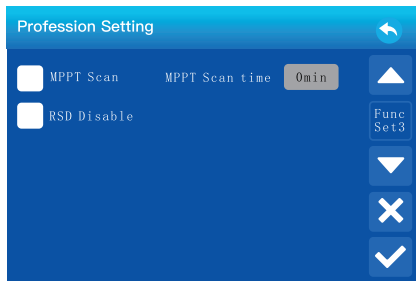 Profession Setting
MPPT Scan MPPT Scan time 0min
RSD Disable
Func
Set3